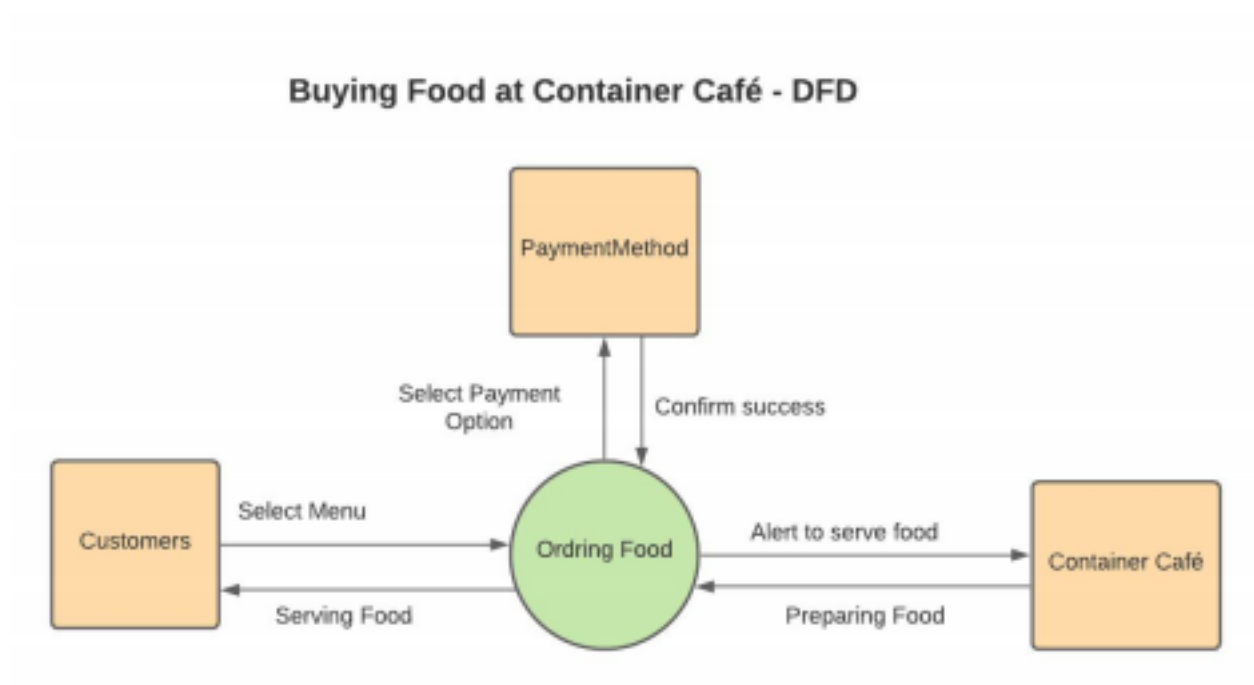 Buying Food at Container Café - DFD
PaymentMethod
Select Payment
Option
Confirm success
Customers
Select Menu
Serving Food
Ordring Food
Alert to serve food
Preparing Food
Container Café